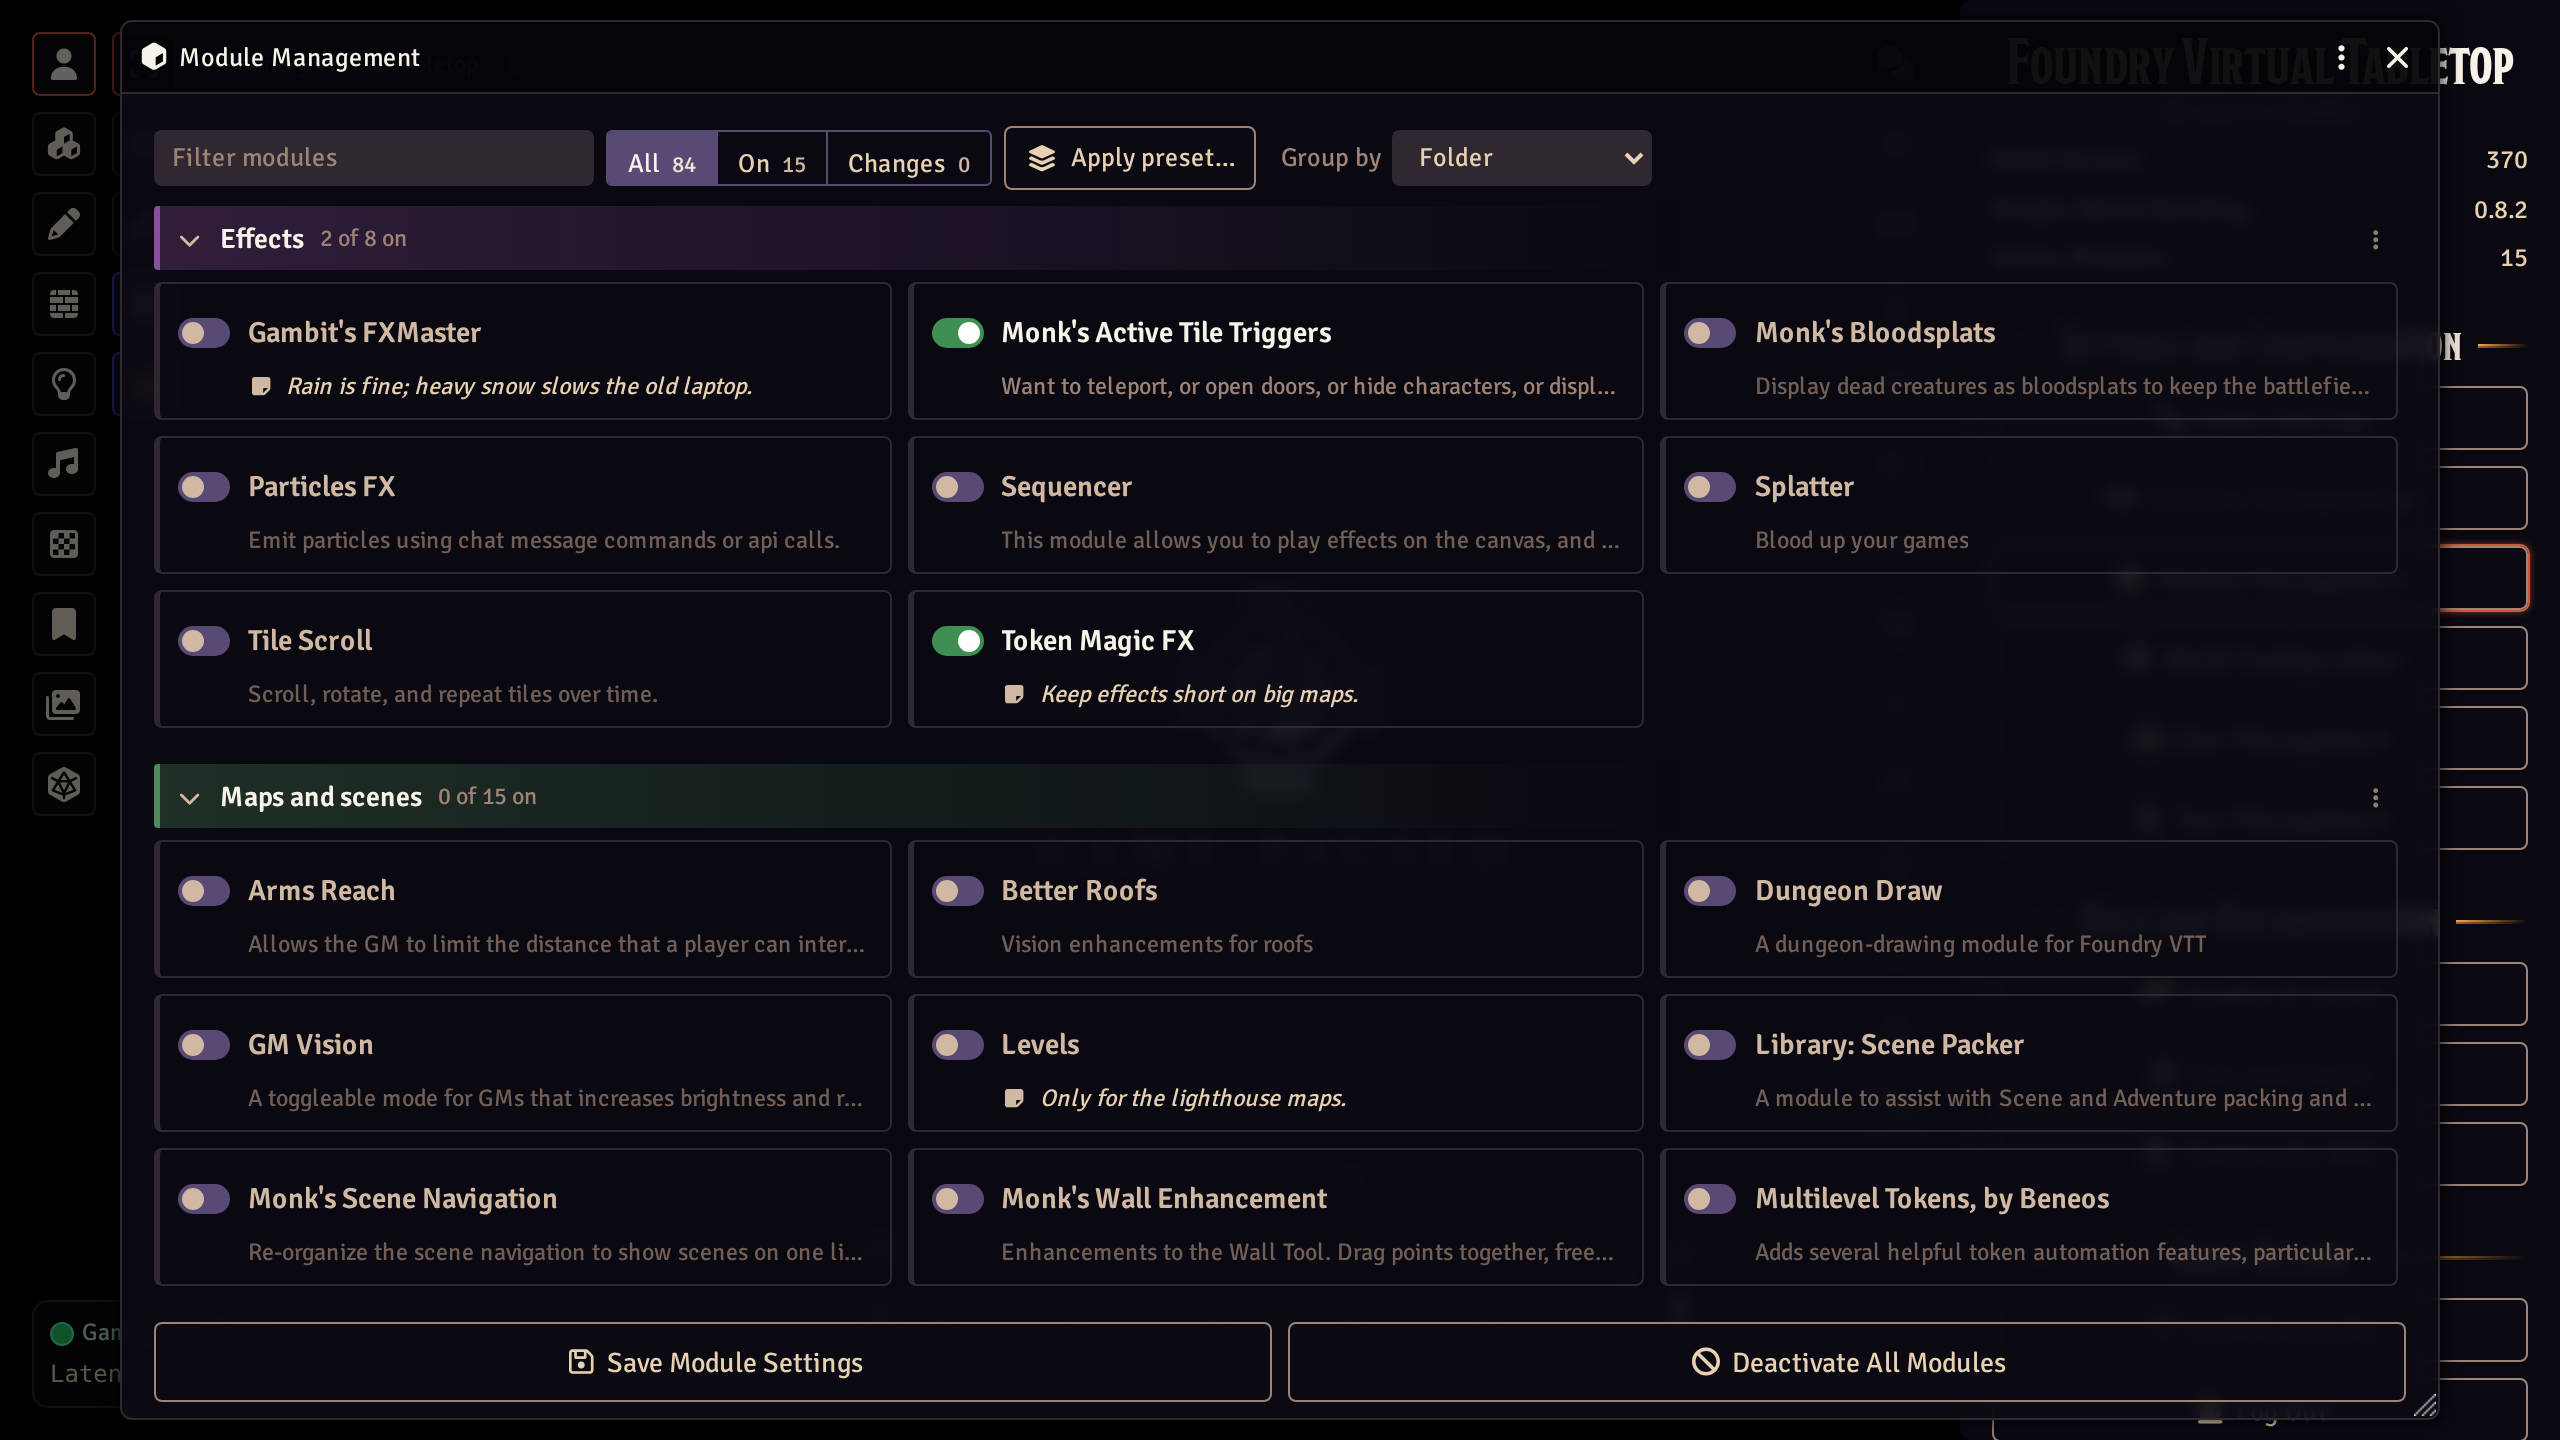 Module Management
FOUNDRY VIRTUAL TABLETOP
Filter modules
All 84
On 15
Changes 0
Apply preset...
Group by
Folder
370
0.8.2
15
Effects 2 of 8 on
Gambit's FXMaster
Rain is fine; heavy snow slows the old laptop.
Monk's Active Tile Triggers
Want to teleport, or open doors, or hide characters, or displ...
Monk's Bloodsplats
Display dead creatures as bloodsplats to keep the battlefie...
Particles FX
Emit particles using chat message commands or api calls.
Sequencer
This module allows you to play effects on the canvas, and ...
Splatter
Blood up your games
Tile Scroll
Scroll, rotate, and repeat tiles over time.
Token Magic FX
Keep effects short on big maps.
Maps and scenes 0 of 15 on
Arms Reach
Allows the GM to limit the distance that a player can inter...
Better Roofs
Vision enhancements for roofs
Dungeon Draw
A dungeon-drawing module for Foundry VTT
GM Vision
A toggleable mode for GMs that increases brightness and r...
Levels
Only for the lighthouse maps.
Library: Scene Packer
A module to assist with Scene and Adventure packing and ...
Monk's Scene Navigation
Re-organize the scene navigation to show scenes on one li...
Monk's Wall Enhancement
Enhancements to the Wall Tool. Drag points together, free...
Multilevel Tokens, by Beneos
Adds several helpful token automation features, particular...
Save Module Settings
Deactivate All Modules
Log Out